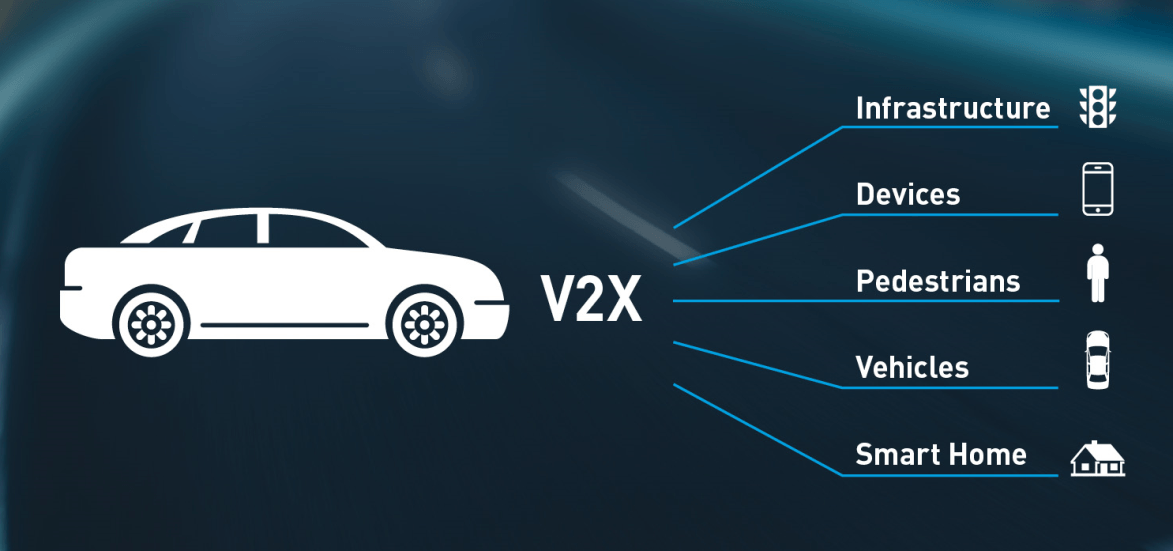 Infrastructure
Devices
V2X
Pedestrians
Vehicles
Smart Home